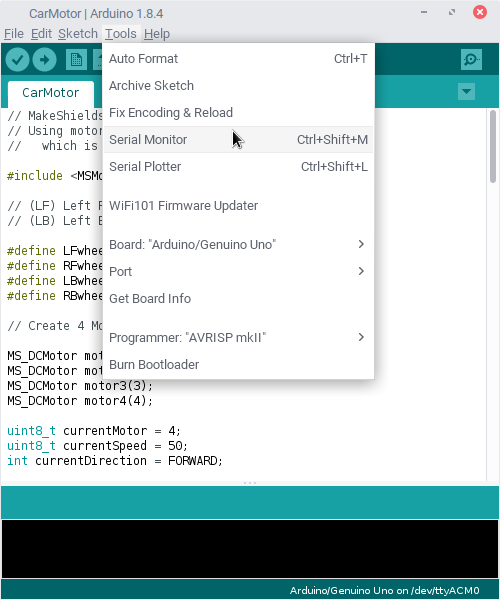 CarMotor | Arduino 1.8.4
File Edit Sketch Tools Help
Auto Format Ctrl+T
Archive Sketch
Fix Encoding & Reload
Serial Monitor Ctrl+Shift+M
Serial Plotter Ctrl+Shift+L
WiFi101 Firmware Updater
Board: "Arduino/Genuino Uno"
Port
Get Board Info
Programmer: "AVRISP mkII"
Burn Bootloader
CarMotor
// MakeShields
// Using motor
// which is
#include <MSMo
// (LF) Left
// (LB) Left
#define LFwhee
#define RFwhee
#define LBwhee
#define RBwhee
// Create 4 Mo
MS_DCMotor mot
MS_DCMotor mot
MS_DCMotor motor3(3);
MS_DCMotor motor4(4);
uint8_t currentMotor = 4;
uint8_t currentSpeed = 50;
int currentDirection = FORWARD;
Arduino/Genuino Uno on /dev/ttyACM0